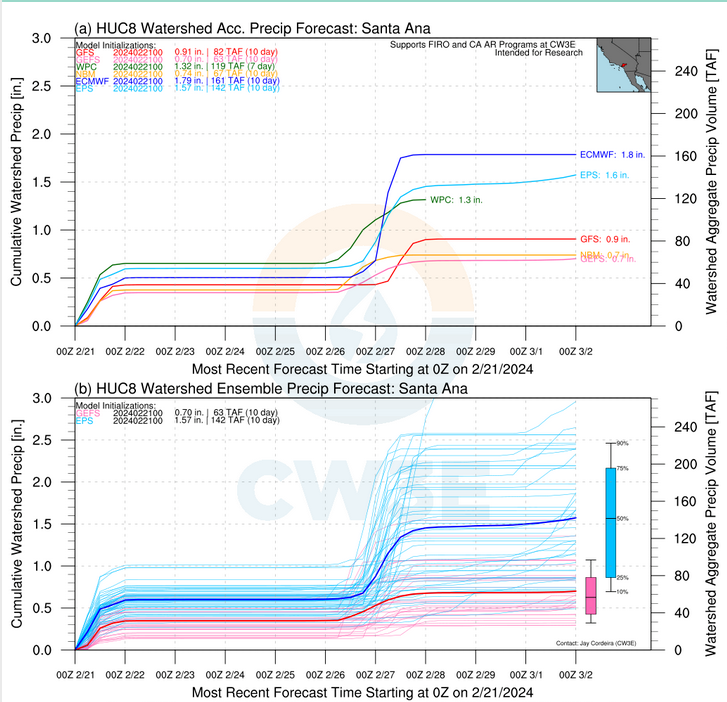 (a) HUC8 Watershed Acc. Precip Forecast: Santa Ana
3.0
2.5
2.0
1.5
1.0
0.5
0.0
Cumulative Watershed Precip [in.]
Model Initializations:
GFS 2024022100 0.91 in. | 82 TAF (10 day)
GEFS 2024022100 0.70 in. | 63 TAF (10 day)
WPC 2024022100 1.32 in. | 119 TAF (7 day)
NBM 2024022100 0.74 in. | 67 TAF (10 day)
ECMWF 2024022100 1.79 in. | 161 TAF (10 day)
EPS 2024022100 1.57 in. | 142 TAF (10 day)
Supports FIRO and CA AR Programs at CW3E
Intended for Research
ECMWF: 1.8 in.
EPS: 1.6 in.
WPC: 1.3 in.
GFS: 0.9 in.
NBM: 0.7 in.
GEFS: 0.7 in.
240
200
160
120
80
40
0
Watershed Aggregate Precip Volume [TAF]
00Z 2/21 00Z 2/22 00Z 2/23 00Z 2/24 00Z 2/25 00Z 2/26 00Z 2/27 00Z 2/28 00Z 2/29 00Z 3/1 00Z 3/2
Most Recent Forecast Time Starting at 0Z on 2/21/2024
(b) HUC8 Watershed Ensemble Precip Forecast: Santa Ana
3.0
2.5
2.0
1.5
1.0
0.5
0.0
Cumulative Watershed Precip [in.]
Model Initializations:
GEFS 2024022100 0.70 in. | 63 TAF (10 day)
EPS 2024022100 1.57 in. | 142 TAF (10 day)
CW3E
90%
75%
50%
25%
10%
Contact: Jay Cordeira (CW3E)
240
200
160
120
80
40
0
Watershed Aggregate Precip Volume [TAF]
00Z 2/21 00Z 2/22 00Z 2/23 00Z 2/24 00Z 2/25 00Z 2/26 00Z 2/27 00Z 2/28 00Z 2/29 00Z 3/1 00Z 3/2
Most Recent Forecast Time Starting at 0Z on 2/21/2024